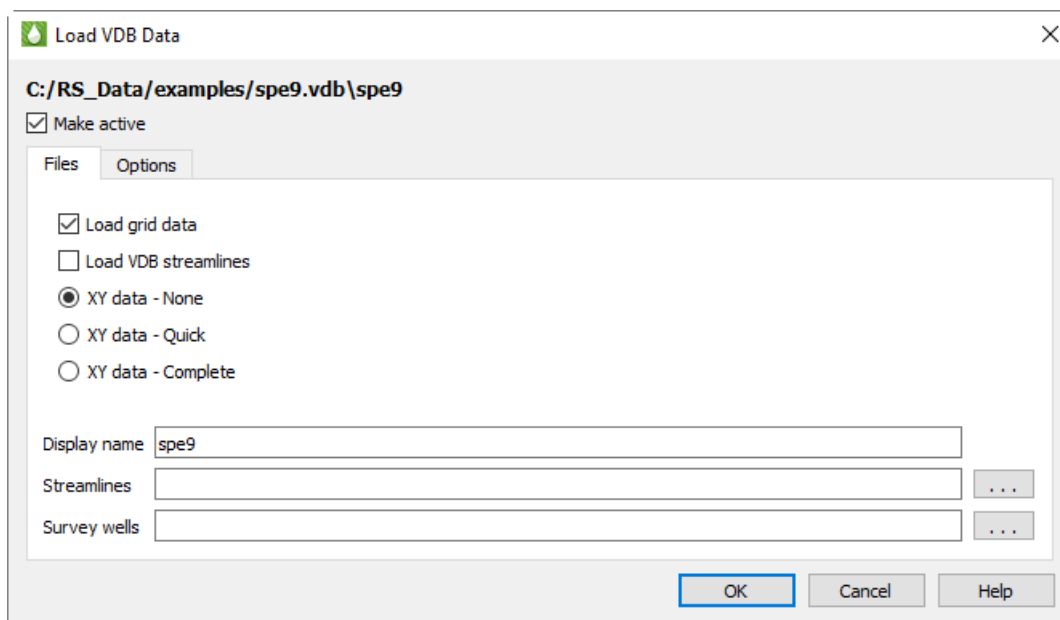 Load VDB Data
C:/RS_Data/examples/spe9.vdb\spe9
Make active
Files Options
Load grid data
Load VDB streamlines
XY data - None
XY data - Quick
XY data - Complete
Display name spe9
Streamlines ...
Survey wells ...
OK Cancel Help